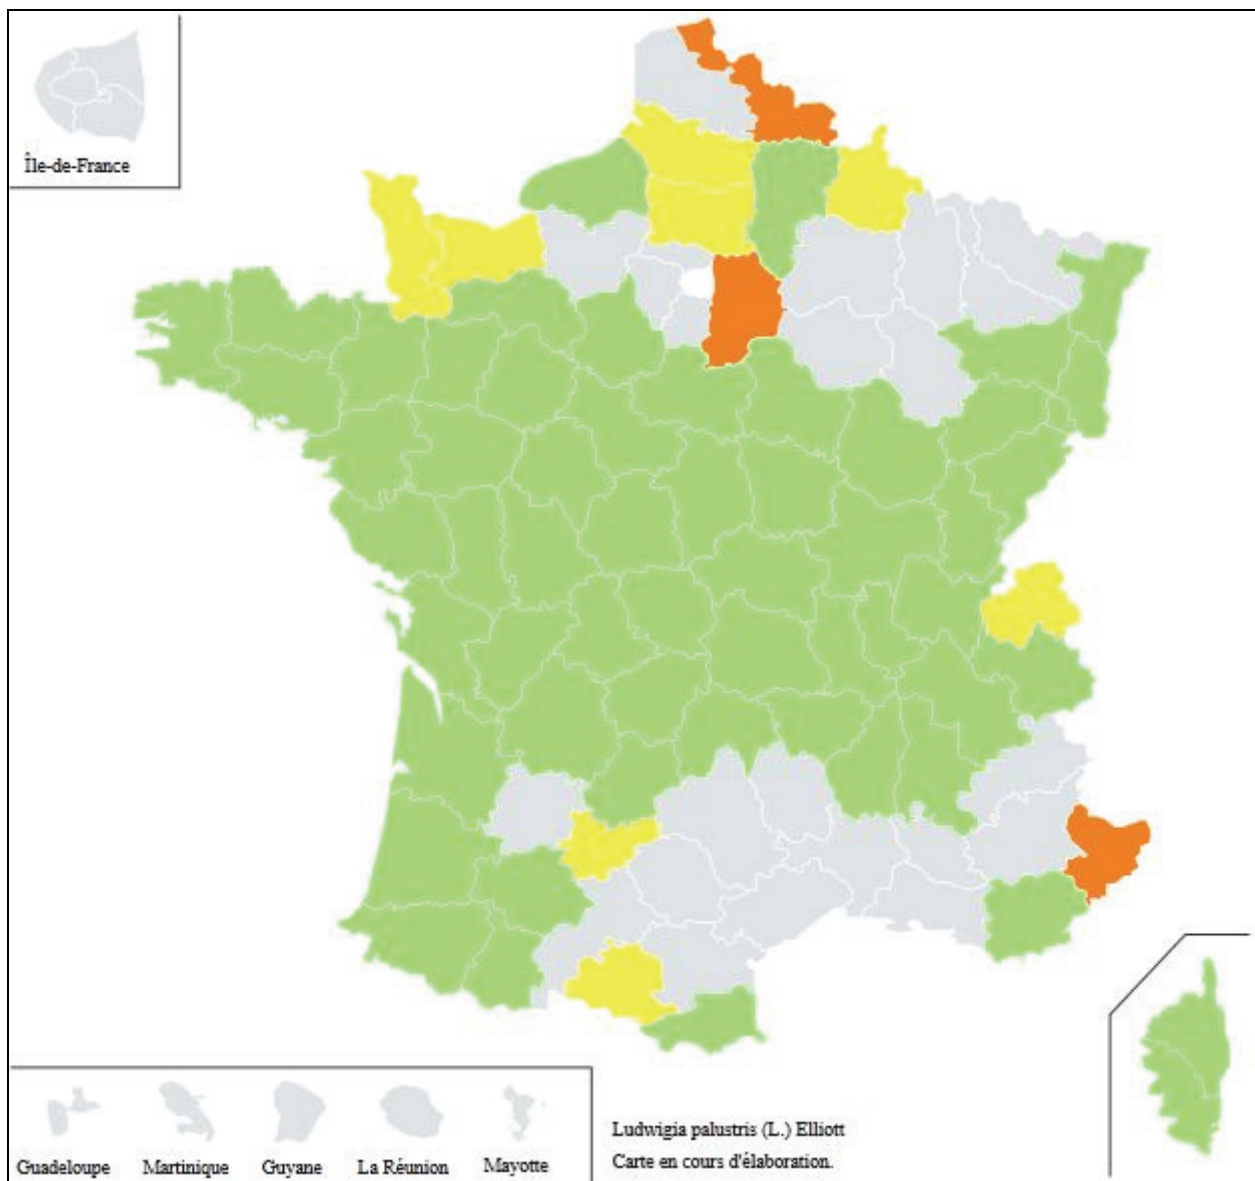 Île-de-France
Ludwigia palustris (L.) Elliott
Carte en cours d'élaboration.
Guadeloupe
Martinique
Guyane
La Réunion
Mayotte